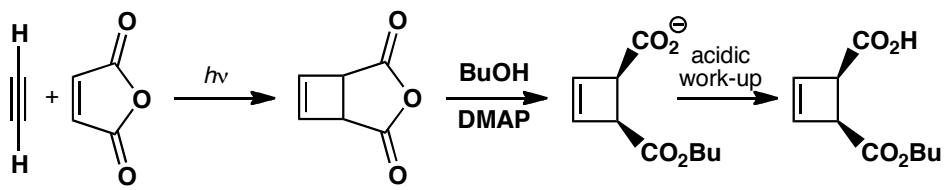 H
H
+
O
O
O
hν
O
O
O
BuOH
DMAP
CO2⊖
CO2Bu
acidic
work-up
CO2H
CO2Bu